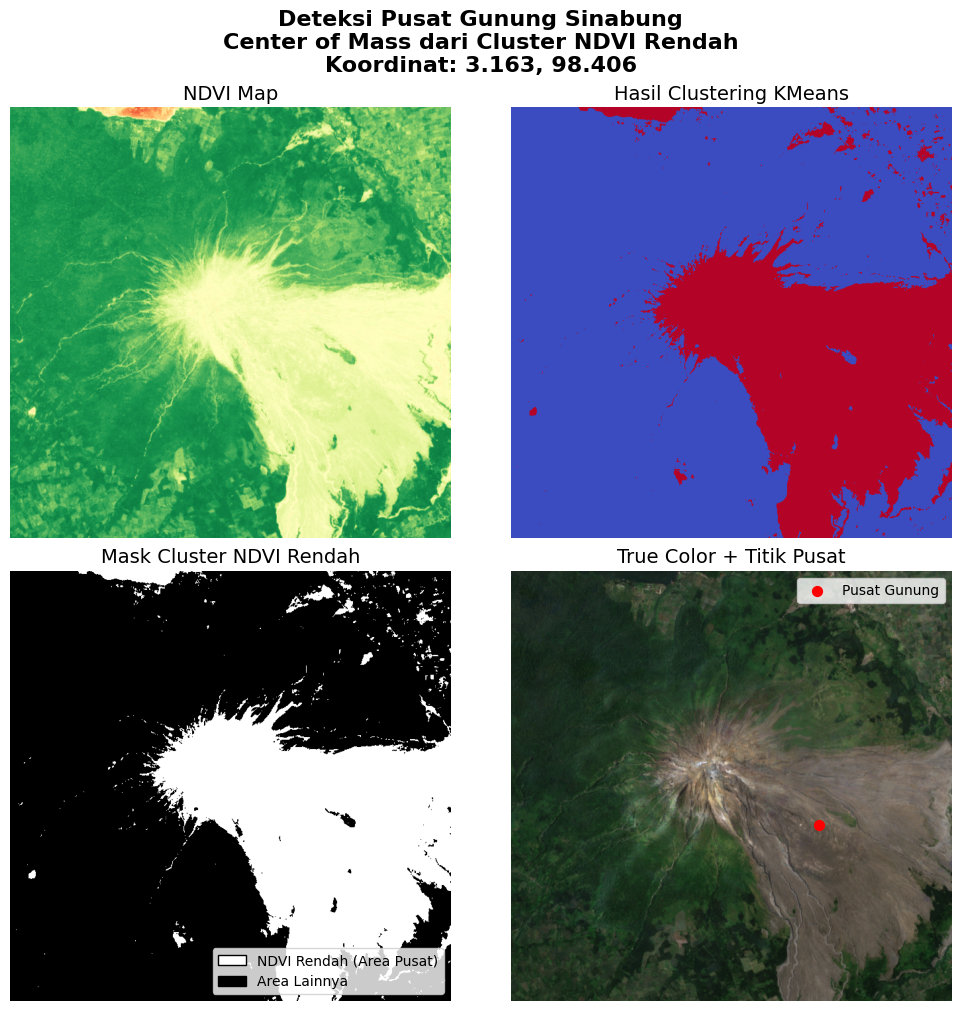 Deteksi Pusat Gunung Sinabung
Center of Mass dari Cluster NDVI Rendah
Koordinat: 3.163, 98.406
NDVI Map
Hasil Clustering KMeans
Mask Cluster NDVI Rendah
NDVI Rendah (Area Pusat)
Area Lainnya
True Color + Titik Pusat
Pusat Gunung